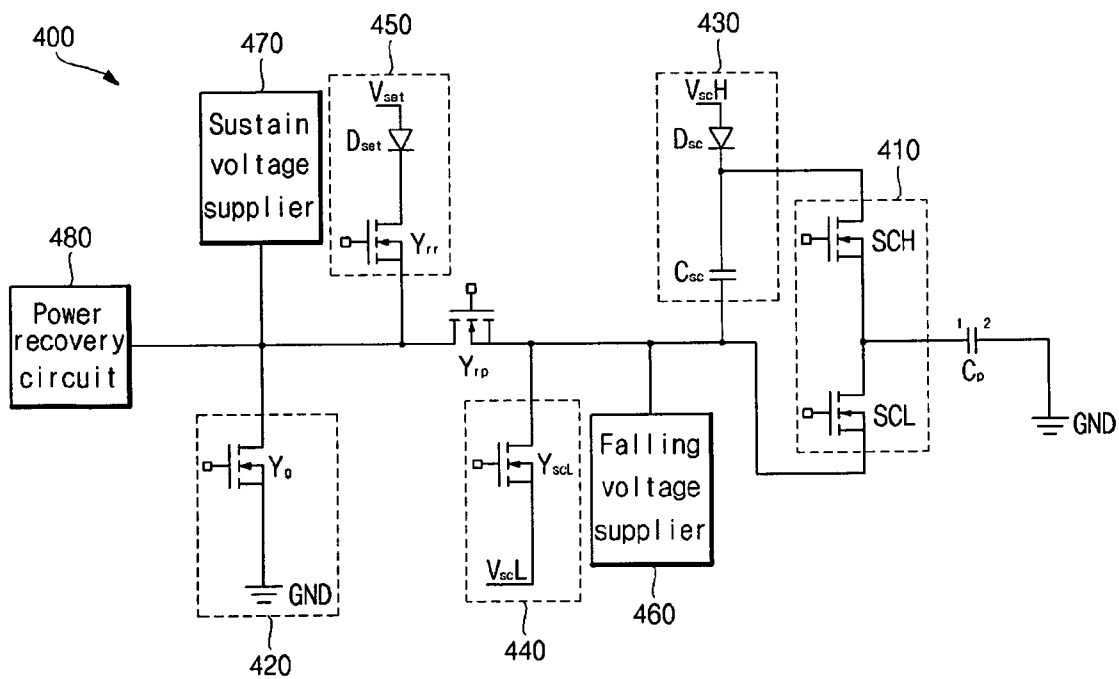 400
470
450
430
410
480
Sustain
voltage
supplier
Vset
Dset
Yrr
VscH
Dsc
Csc
SCH
SCL
1 2
Cp
GND
Power
recovery
circuit
Yrp
Yg
GND
420
YscL
VscL
440
Falling
voltage
supplier
460